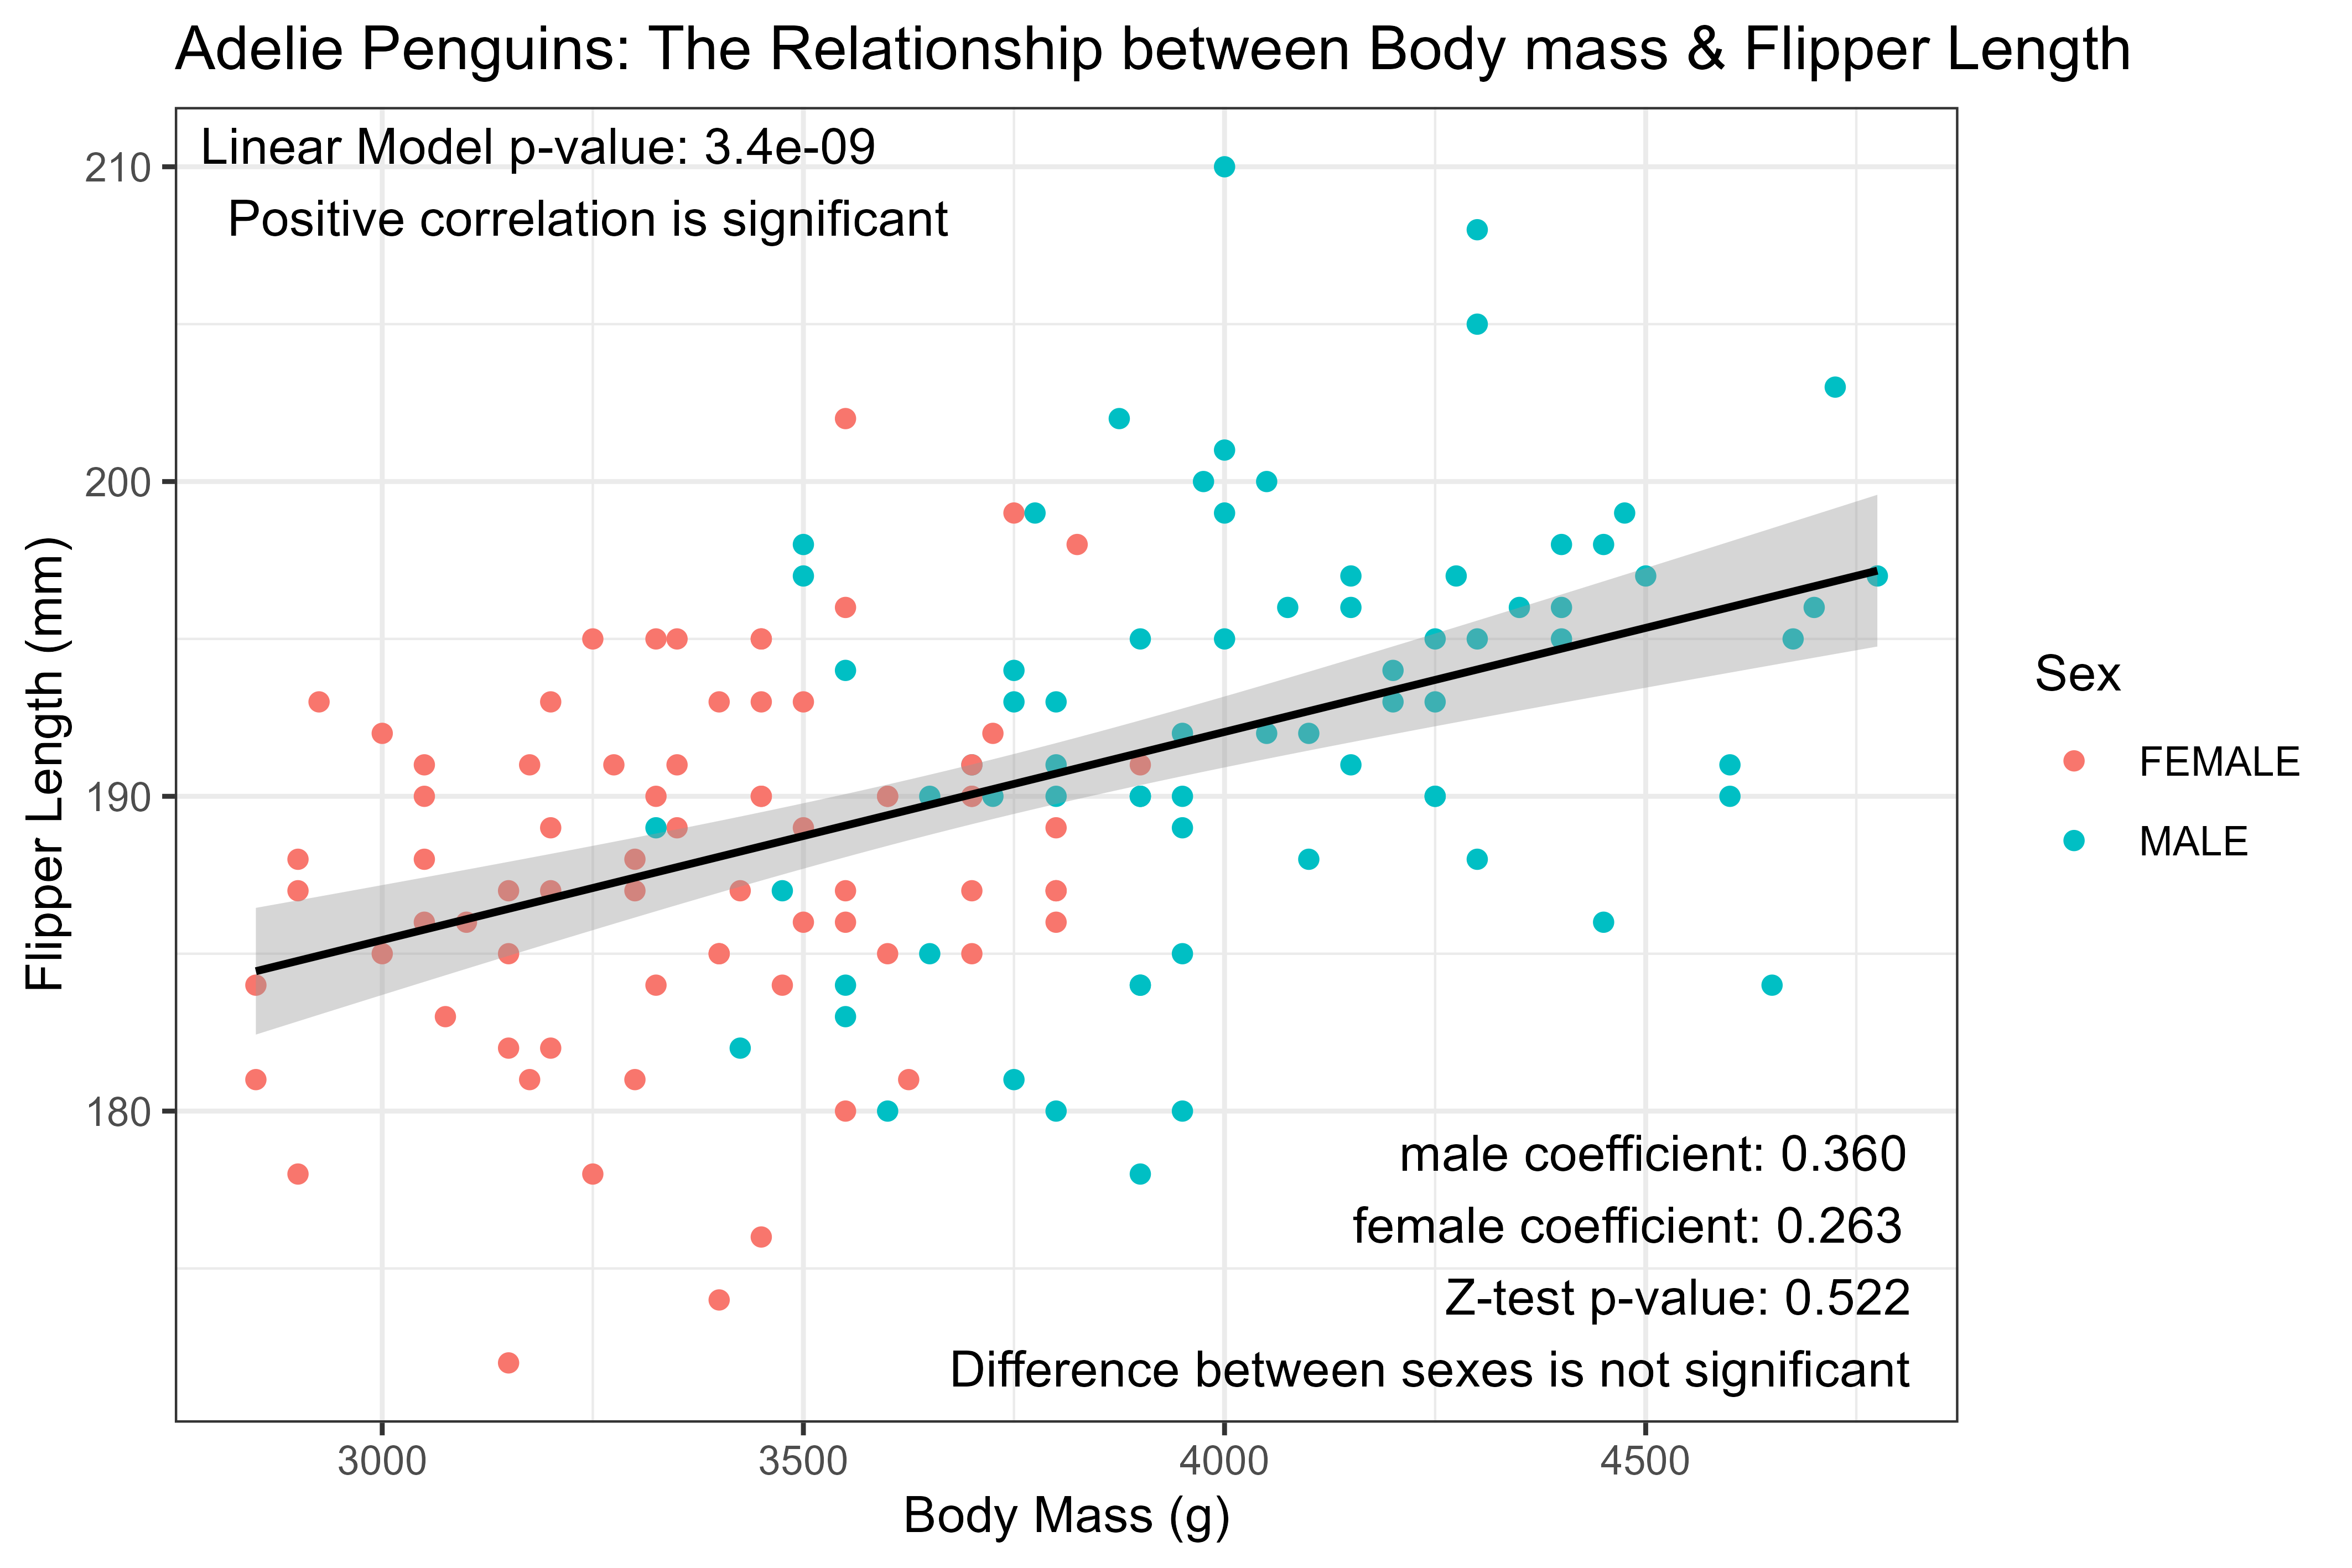 Adelie Penguins: The Relationship between Body mass & Flipper Length
Linear Model p-value: 3.4e-09
Positive correlation is significant
210
200
190
180
Flipper Length (mm)
male coefficient: 0.360
female coefficient: 0.263
Z-test p-value: 0.522
Difference between sexes is not significant
3000 3500 4000 4500
Body Mass (g)
Sex
FEMALE
MALE